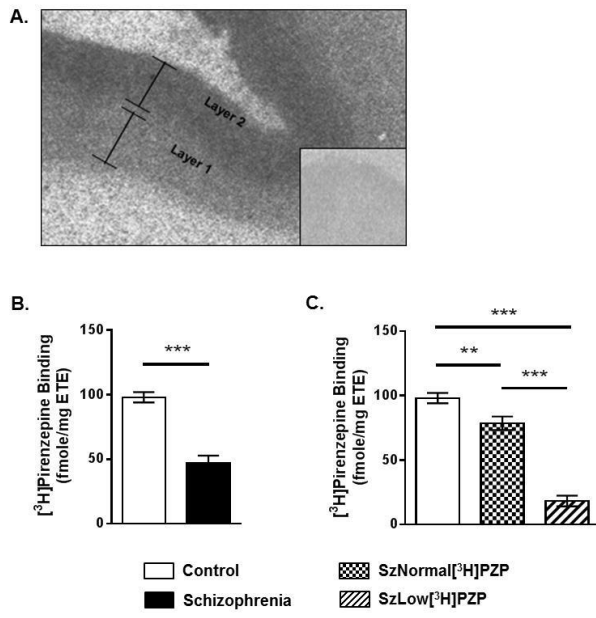 A.
Layer 2
Layer 1
B.
[³H]Pirenzepine Binding
(fmole/mg ETE)
150
100
50
0
***
C.
[³H]Pirenzepine Binding
(fmole/mg ETE)
150
100
50
0
***
**
***
Control
Schizophrenia
SzNormal[³H]PZP
SzLow[³H]PZP